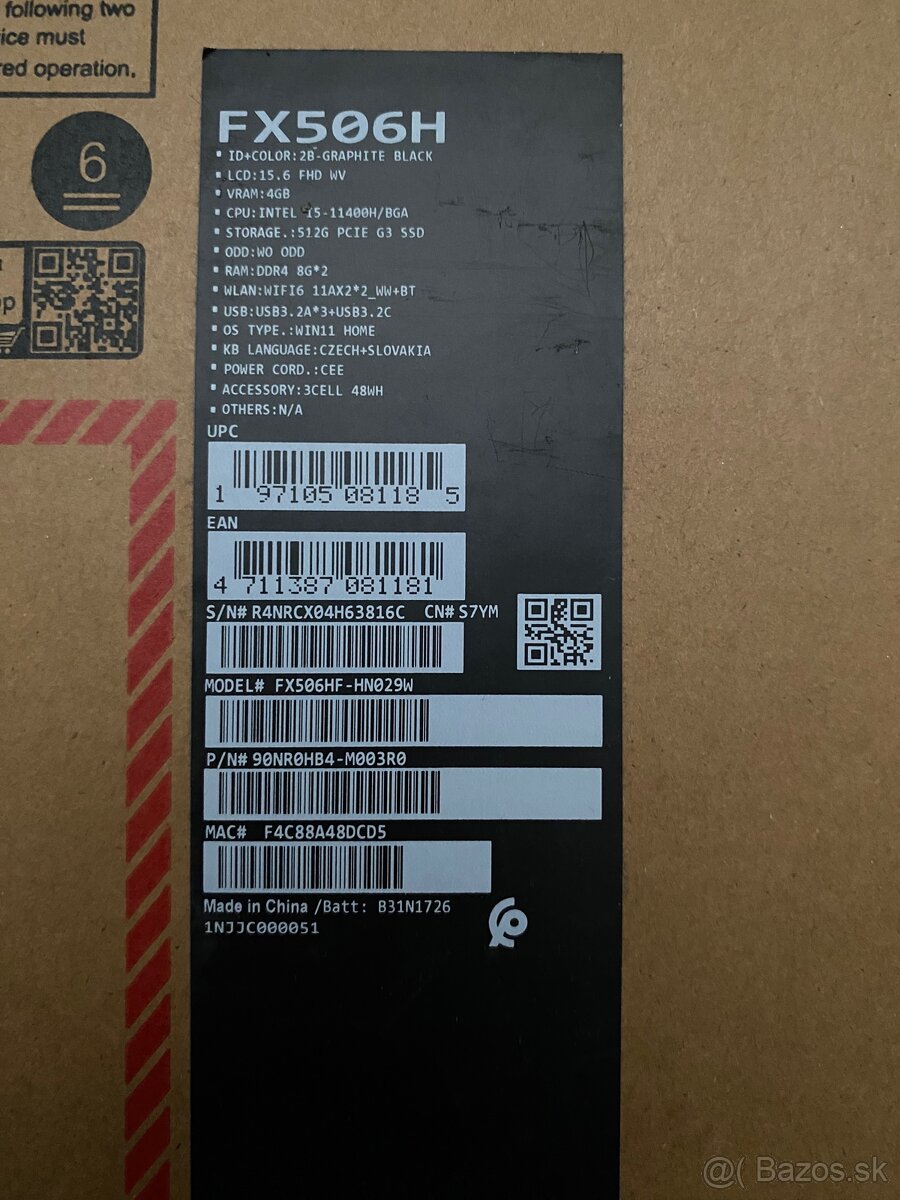 following two
ice must
red operation.
6
p
FX506H
▪ ID+COLOR:2B-GRAPHITE BLACK
▪ LCD:15.6 FHD WV
▪ VRAM:4GB
▪ CPU:INTEL I5-11400H/BGA
▪ STORAGE.:512G PCIE G3 SSD
▪ ODD:WO ODD
▪ RAM:DDR4 8G*2
▪ WLAN:WIFI6 11AX2*2_WW+BT
▪ USB:USB3.2A*3+USB3.2C
▪ OS TYPE.:WIN11 HOME
▪ KB LANGUAGE:CZECH+SLOVAKIA
▪ POWER CORD.:CEE
▪ ACCESSORY:3CELL 48WH
▪ OTHERS:N/A
UPC
1 97105 08118 5
EAN
4 711387 081181
S/N# R4NRCX04H63816C CN# S7YM
MODEL# FX506HF-HN029W
P/N# 90NR0HB4-M003R0
MAC# F4C88A48DCD5
Made in China /Batt: B31N1726
1NJJC000051
@( Bazos.sk